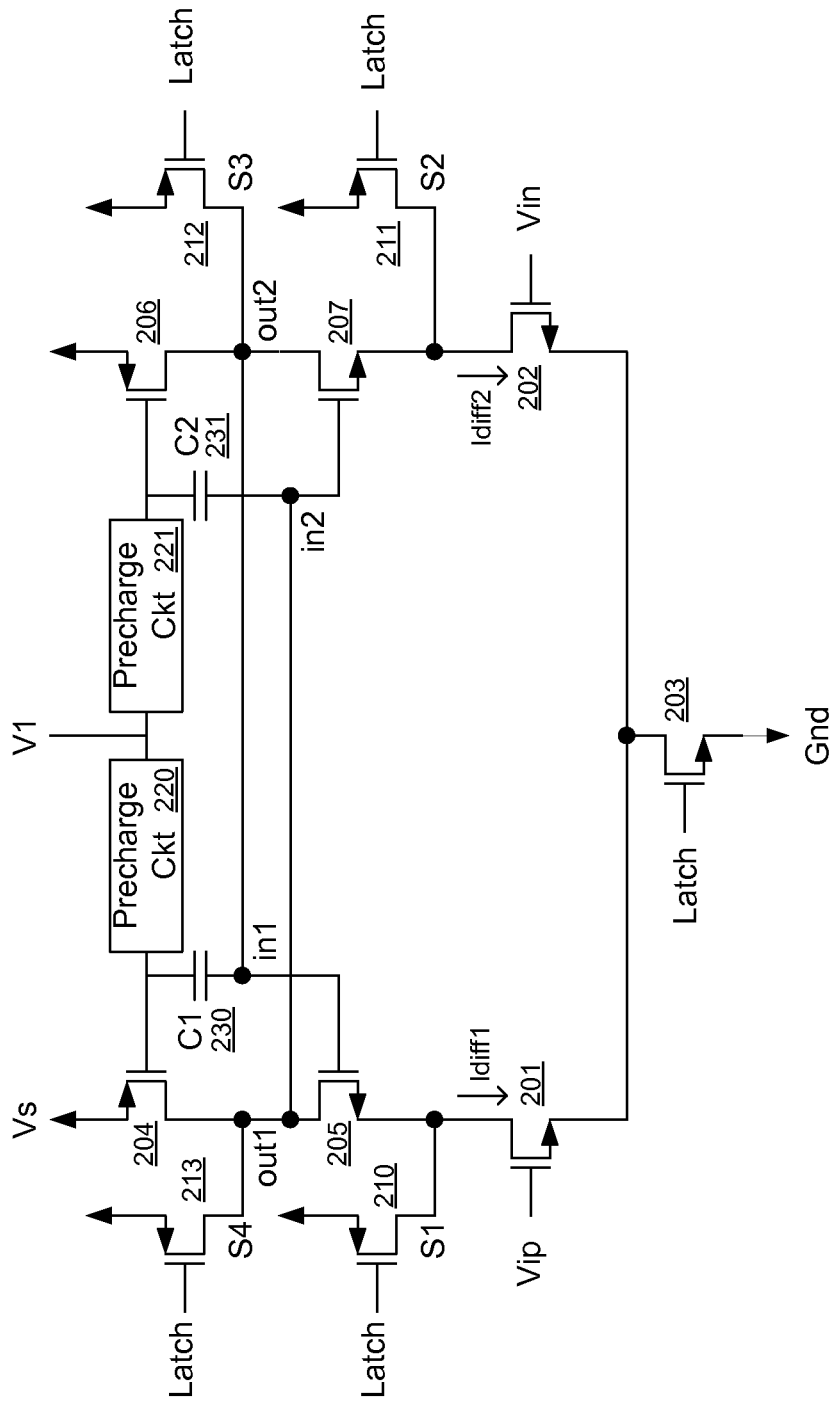 Vs
V1
204
Precharge
Ckt 220
Precharge
Ckt 221
206
Latch
S4
213
out1
C1
230
in1
C2
231
out2
212
S3
Latch
Latch
S1
210
205
in2
207
211
S2
Latch
Vip
Idiff1
201
Idiff2
202
Vin
Latch
203
Gnd